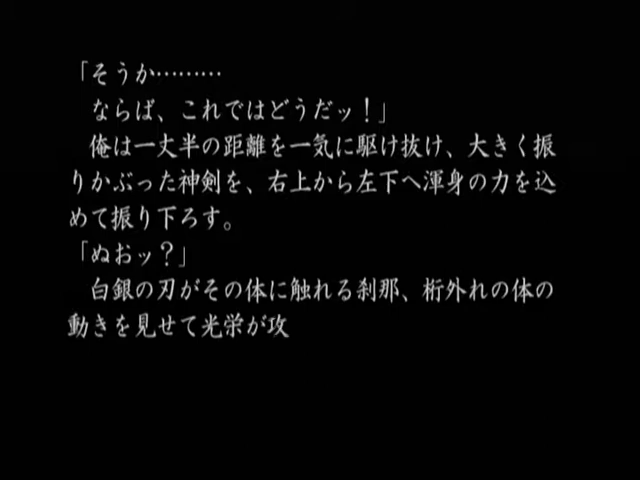 「そうか………
ならば、これではどうだッ！」
俺は一丈半の距離を一気に駆け抜け、大きく振
りかぶった神剣を、右上から左下へ渾身の力を込
めて振り下ろす。
「ぬおッ？」
白銀の刃がその体に触れる刹那、桁外れの体の
動きを見せて光栄が攻